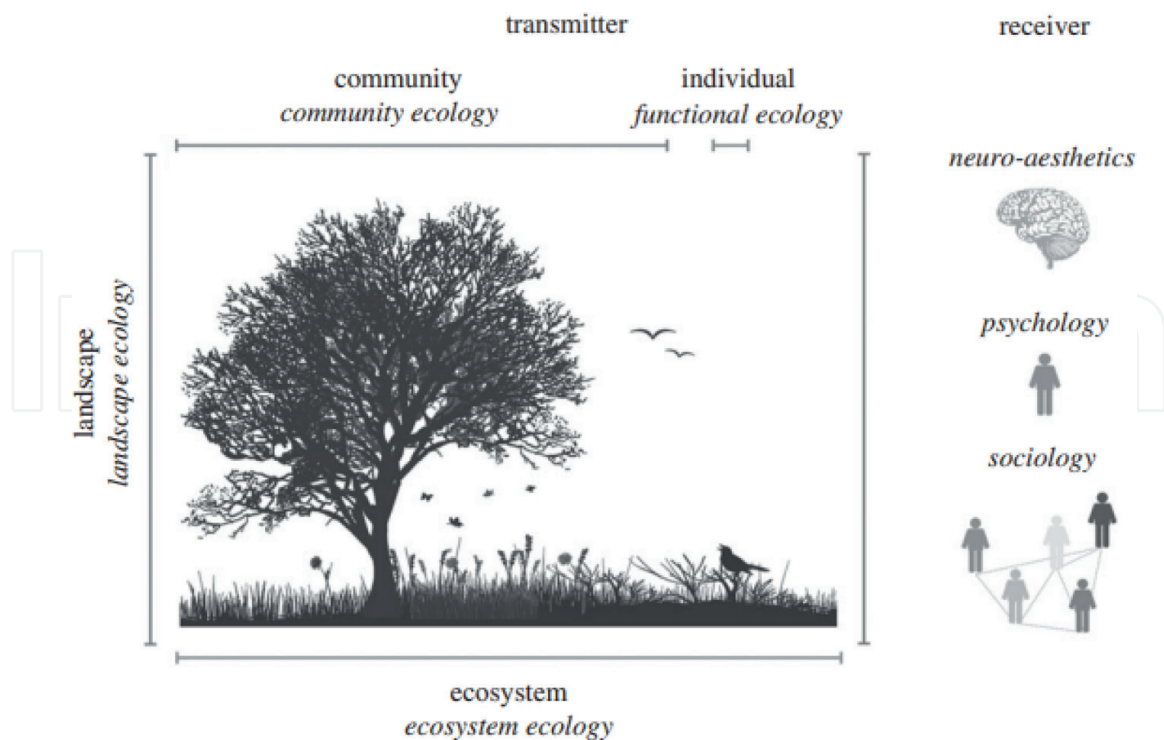 transmitter
receiver
community
community ecology
individual
functional ecology
landscape
landscape ecology
neuro-aesthetics
psychology
sociology
ecosystem
ecosystem ecology